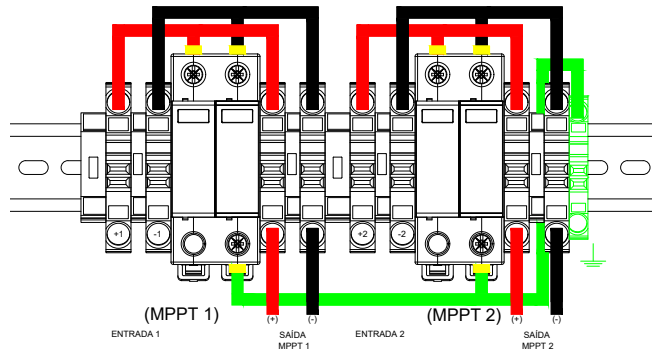 +1 -1 +2 -2
(MPPT 1) (MPPT 2)
(+) (-) (+) (-)
ENTRADA 1 SAÍDA ENTRADA 2 SAÍDA
MPPT 1 MPPT 2